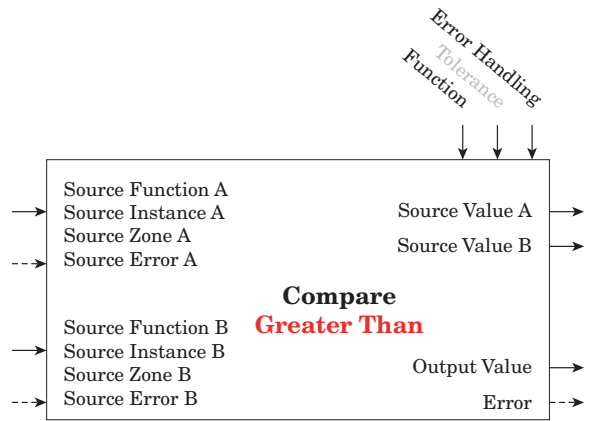 Error Handling
Tolerance
Function
Source Function A
Source Instance A
Source Zone A
Source Error A
Source Value A
Source Value B
Compare
Greater Than
Source Function B
Source Instance B
Source Zone B
Source Error B
Output Value
Error